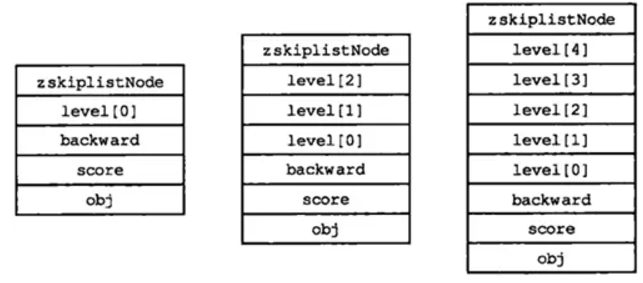 zskiplistNode
level[0]
backward
score
obj
zskiplistNode
level[2]
level[1]
level[0]
backward
score
obj
zskiplistNode
level[4]
level[3]
level[2]
level[1]
level[0]
backward
score
obj